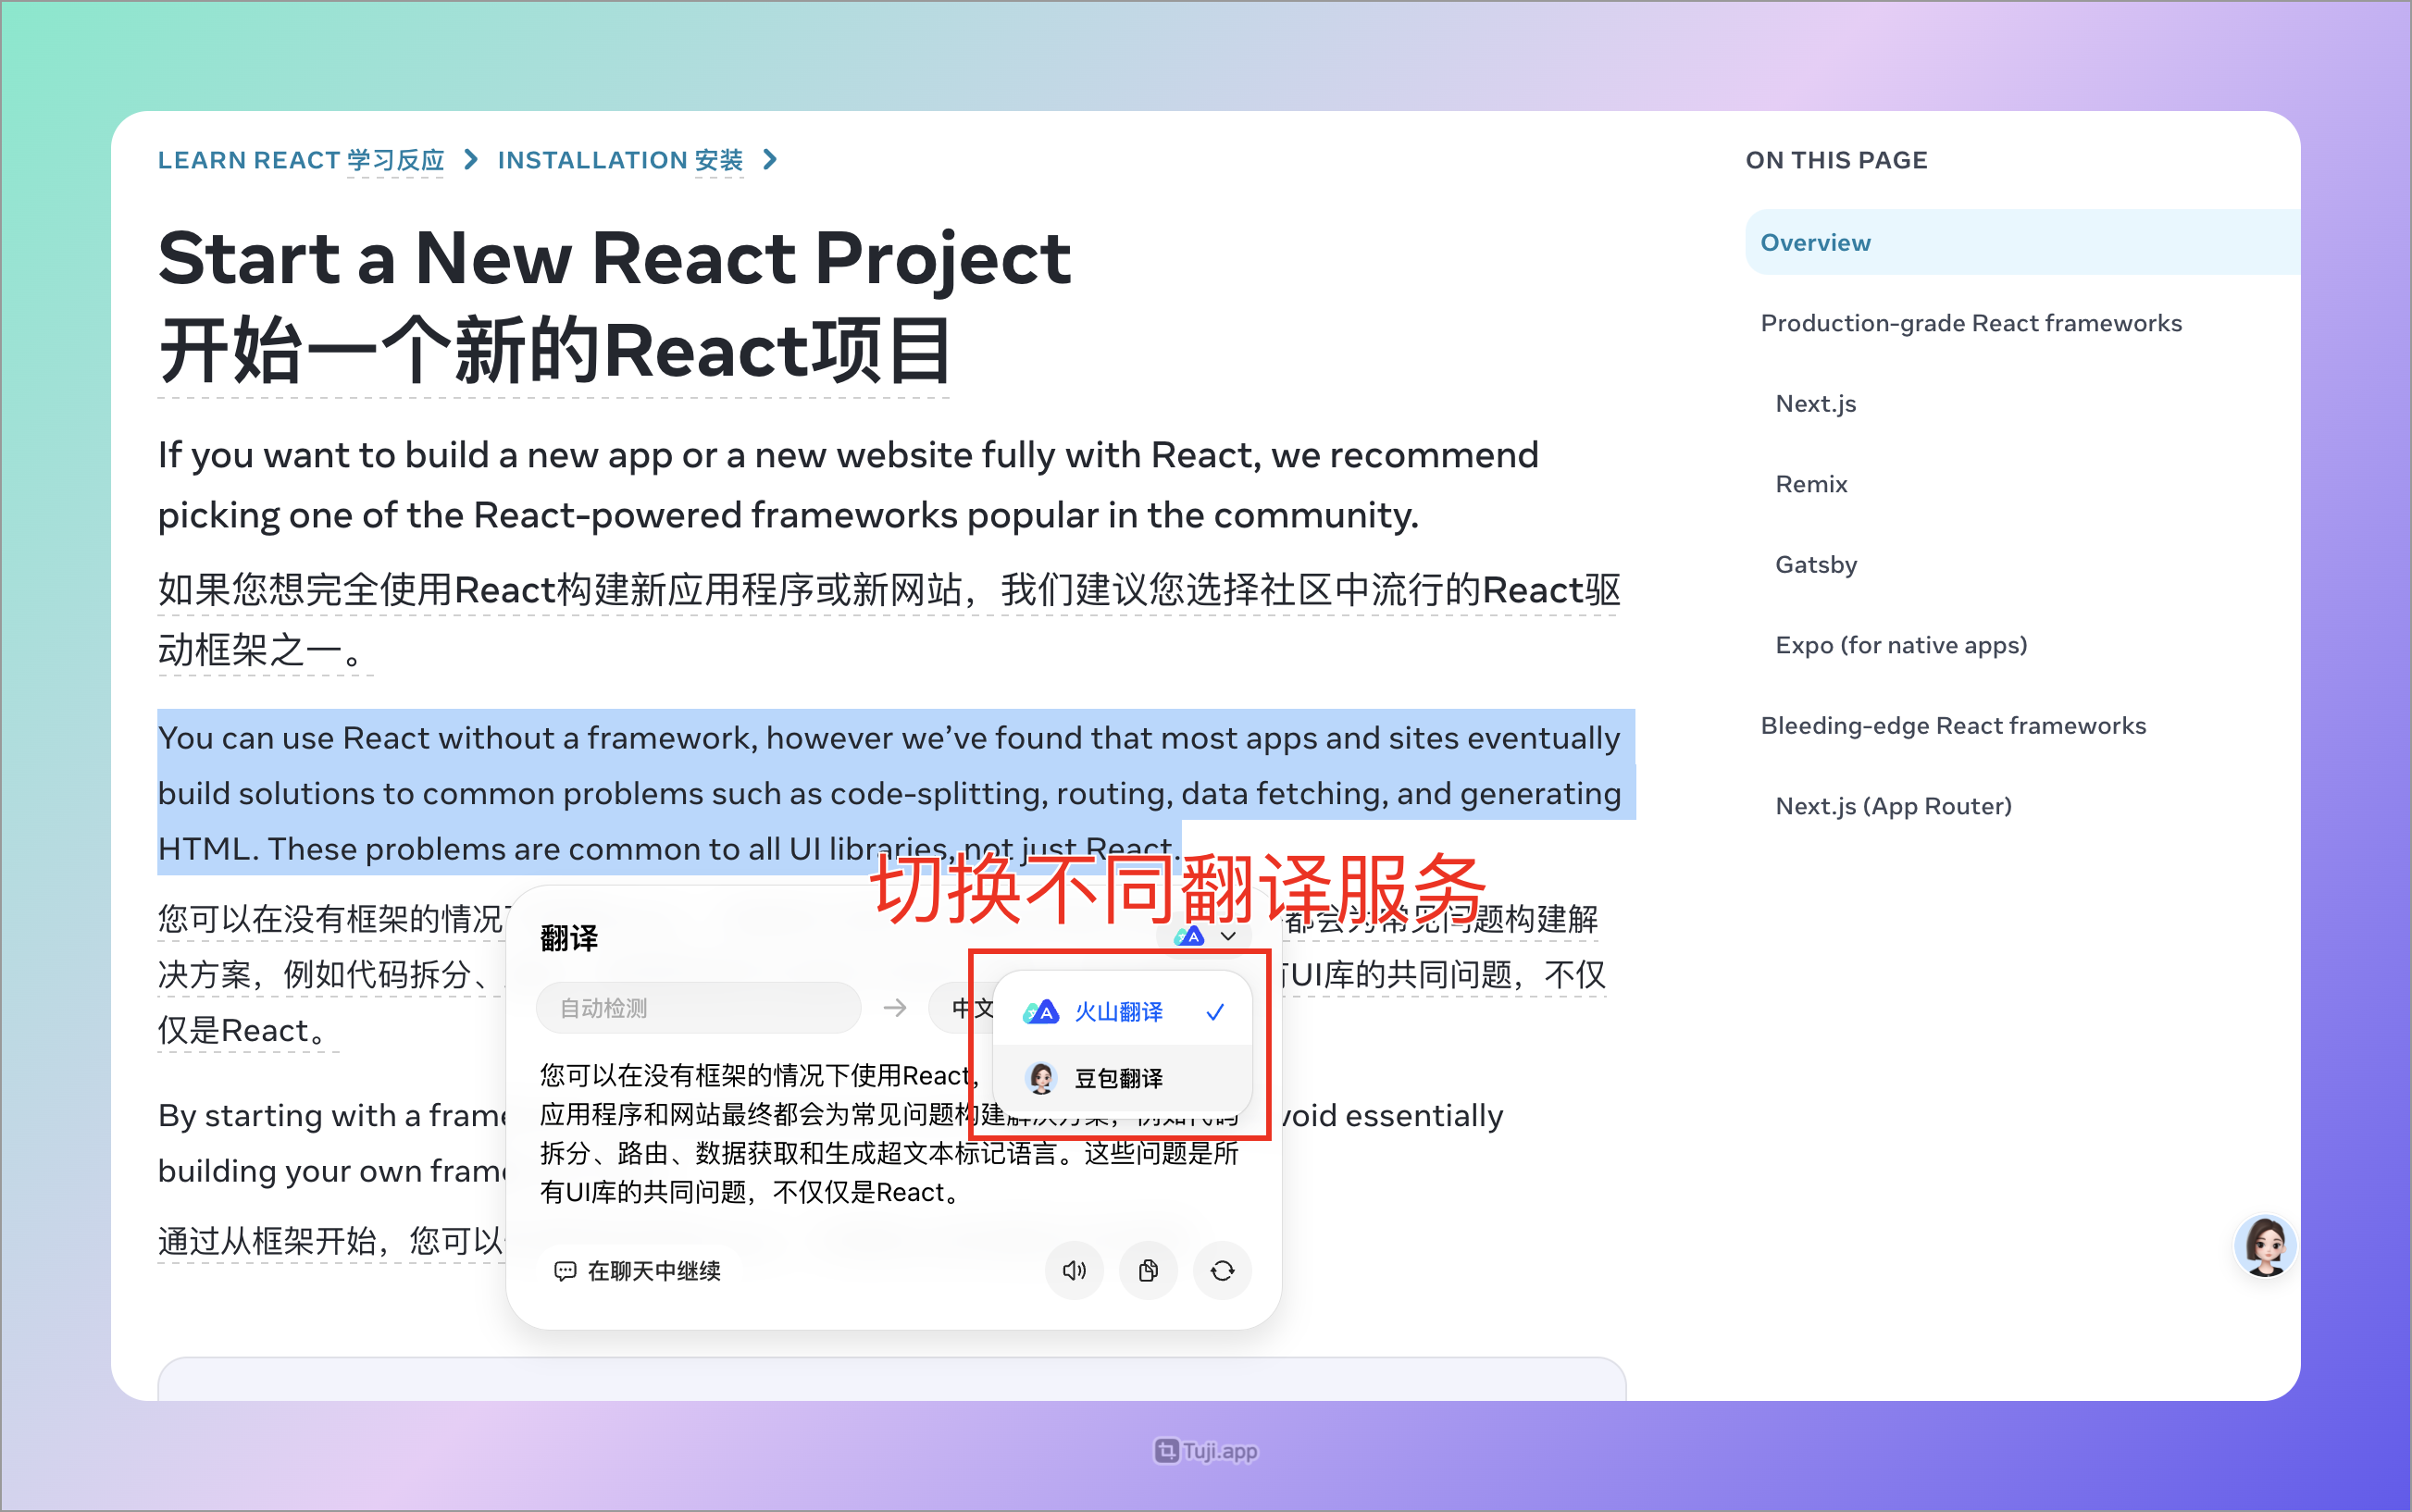 LEARN REACT 学习反应 INSTALLATION 安装
Start a New React Project
开始一个新的React项目
If you want to build a new app or a new website fully with React, we recommend
picking one of the React-powered frameworks popular in the community.
如果您想完全使用React构建新应用程序或新网站，我们建议您选择社区中流行的React驱
动框架之一。
You can use React without a framework, however we’ve found that most apps and sites eventually
build solutions to common problems such as code-splitting, routing, data fetching, and generating
HTML. These problems are common to all UI libraries, not just React.
切换不同翻译服务
您可以在没有框架的情况 都会为常见问题构建解
决方案，例如代码拆分、 UI库的共同问题，不仅
仅是React。
By starting with a void essentially
building your own
通过从框架开始，您可以
翻译
自动检测 → 中文
火山翻译
豆包翻译
您可以在没有框架的情况下使用React，
应用程序和网站最终都会为常见问题构建解决方案，例如代码
拆分、路由、数据获取和生成超文本标记语言。这些问题是所
有UI库的共同问题，不仅仅是React。
在聊天中继续
ON THIS PAGE
Overview
Production-grade React frameworks
Next.js
Remix
Gatsby
Expo (for native apps)
Bleeding-edge React frameworks
Next.js (App Router)
Tuji.app